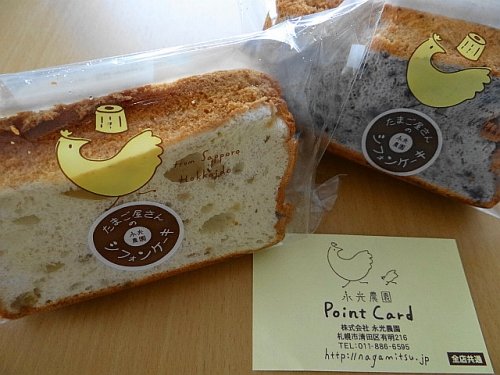 from Sapporo
Hokkaido
たまご屋さんの
永光農園
シフォンケーキ
たまご屋さんの
永光農園
シフォンケーキ
永光農園
Point Card
株式会社 永光農園
札幌市清田区有明216
TEL:011-886-6595
http://nagamitsu.jp
全店共通